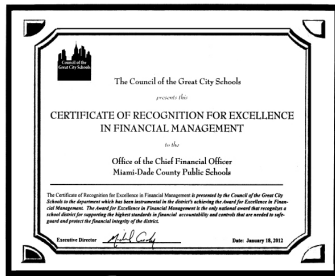 Council of the
Great City Schools
The Council of the Great City Schools
presents this
CERTIFICATE OF RECOGNITION FOR EXCELLENCE
IN FINANCIAL MANAGEMENT
to the
Office of the Chief Financial Officer
Miami-Dade County Public Schools
The Certificate of Recognition for Excellence in Financial Management is presented by the Council of the Great City
Schools to the department which has been instrumental in the district's achieving the Award for Excellence in Finan-
cial Management. The Award for Excellence in Financial Management is the only national award that recognizes a
school district for supporting the highest standards in financial accountability and controls that are needed to safe-
guard and protect the financial integrity of the district.
Executive Director
Date: January 18, 2012